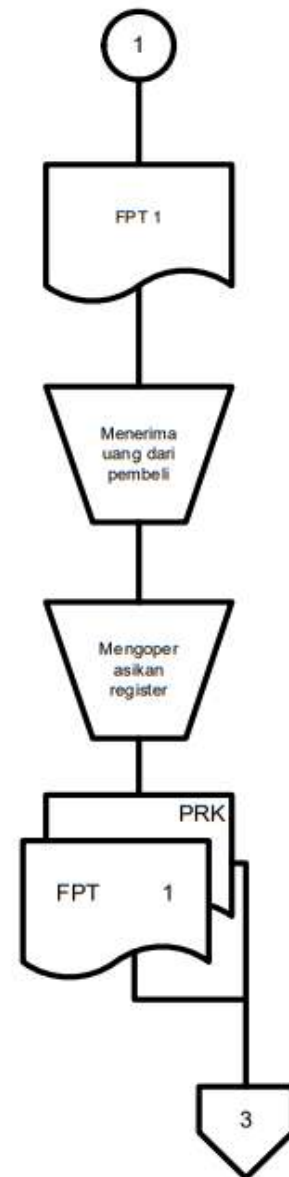 1
FPT 1
Menerima
uang dari
pembeli
Mengoper
asikan
register
PRK
FPT 1
3